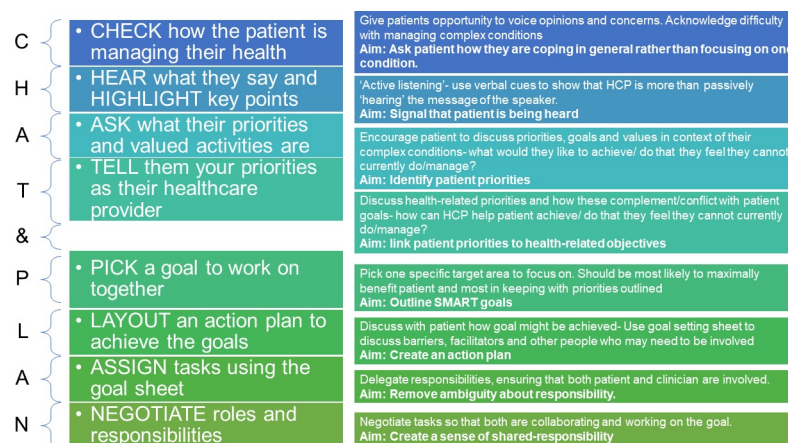 C
• CHECK how the patient is
managing their health
Give patients opportunity to voice opinions and concerns. Acknowledge difficulty
with managing complex conditions
Aim: Ask patient how they are coping in general rather than focusing on one
condition.
H
• HEAR what they say and
HIGHLIGHT key points
‘Active listening’- use verbal cues to show that HCP is more than passively
‘hearing’ the message of the speaker.
Aim: Signal that patient is being heard
A
• ASK what their priorities
and valued activities are
Encourage patient to discuss priorities, goals and values in context of their
complex conditions- what would they like to achieve/ do that they feel they cannot
currently do/manage?
Aim: Identify patient priorities
T
• TELL them your priorities
as their healthcare
provider
Discuss health-related priorities and how these complement/conflict with patient
goals- how can HCP help patient achieve/ do that they feel they cannot currently
do/manage?
Aim: link patient priorities to health-related objectives
&
P
• PICK a goal to work on
together
Pick one specific target area to focus on. Should be most likely to maximally
benefit patient and most in keeping with priorities outlined
Aim: Outline SMART goals
L
• LAYOUT an action plan to
achieve the goals
Discuss with patient how goal might be achieved- Use goal setting sheet to
discuss barriers, facilitators and other people who may need to be involved
Aim: Create an action plan
A
• ASSIGN tasks using the
goal sheet
Delegate responsibilities, ensuring that both patient and clinician are involved.
Aim: Remove ambiguity about responsibility.
N
• NEGOTIATE roles and
responsibilities
Negotiate tasks so that both are collaborating and working on the goal.
Aim: Create a sense of shared-responsibility